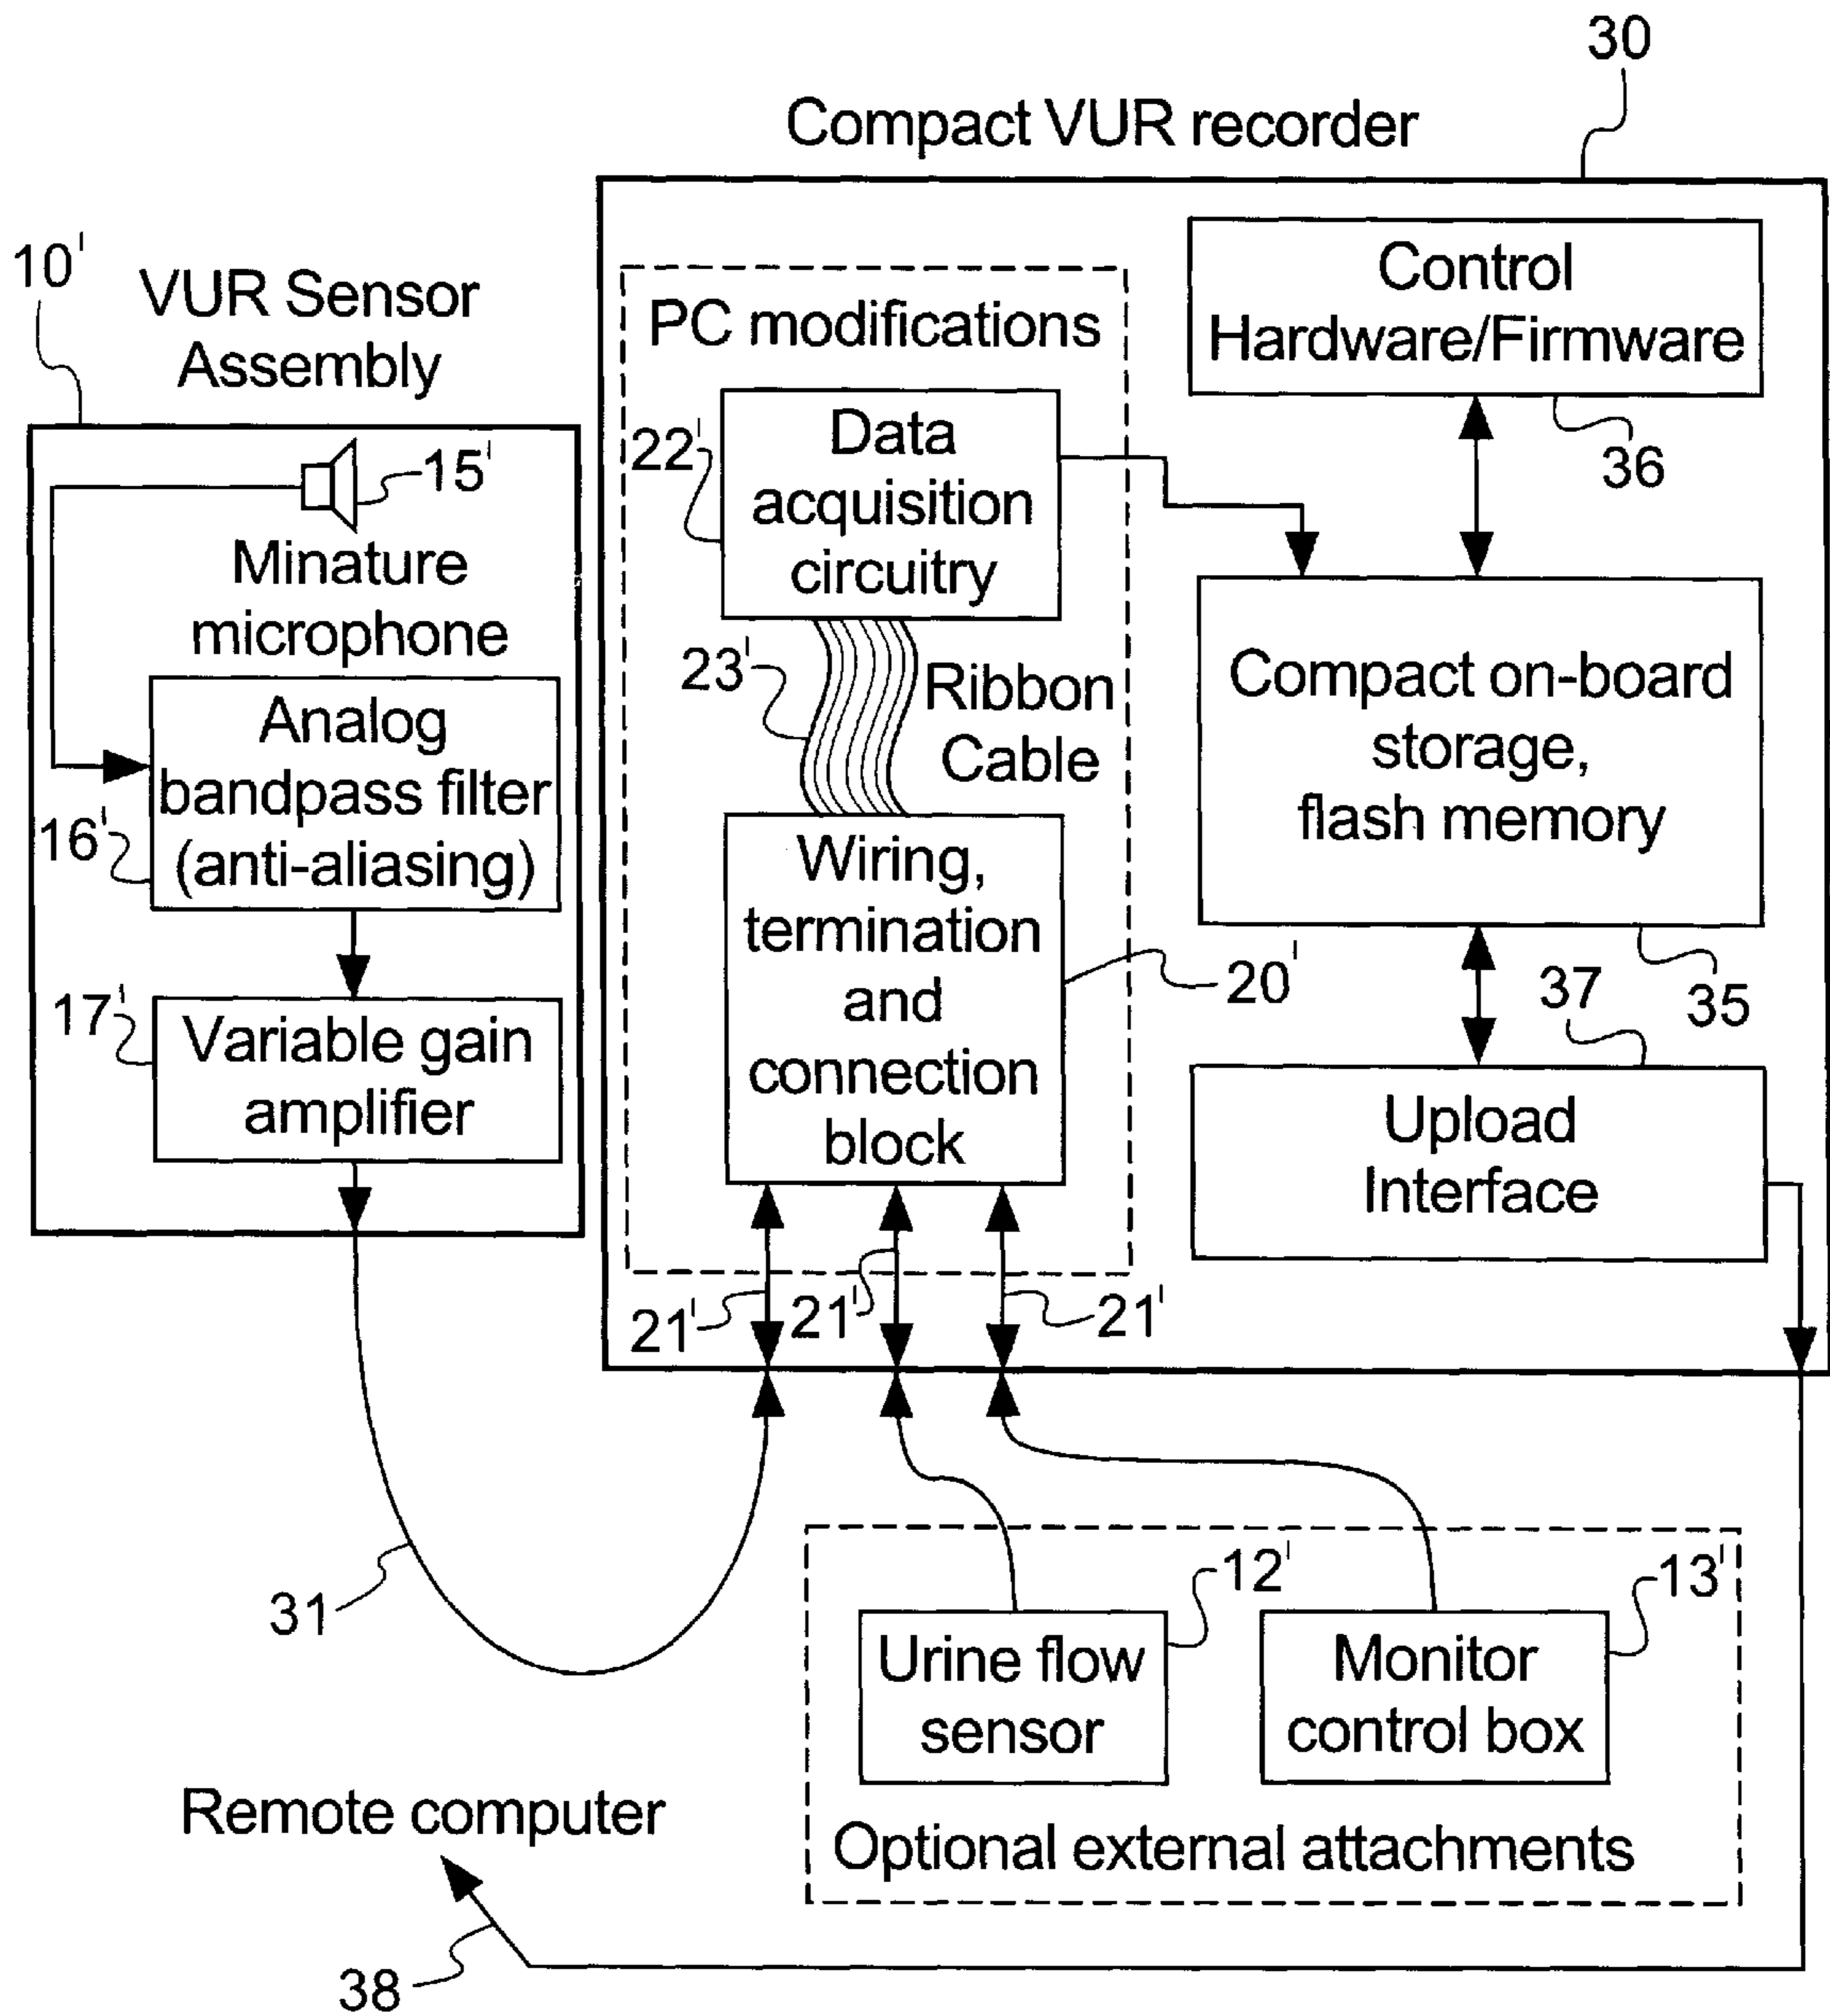 30
Compact VUR recorder
10'
VUR Sensor
Assembly
15'
Minature
microphone
Analog
bandpass filter
(anti-aliasing)
16'
17'
Variable gain
amplifier
PC modifications
22'
Data
acquisition
circuitry
23'
Ribbon
Cable
Wiring,
termination
and
connection
block
20'
21'
21'
21'
Control
Hardware/Firmware
36
Compact on-board
storage,
flash memory
35
37
Upload
Interface
31
12'
13'
Urine flow
sensor
Monitor
control box
Optional external attachments
Remote computer
38